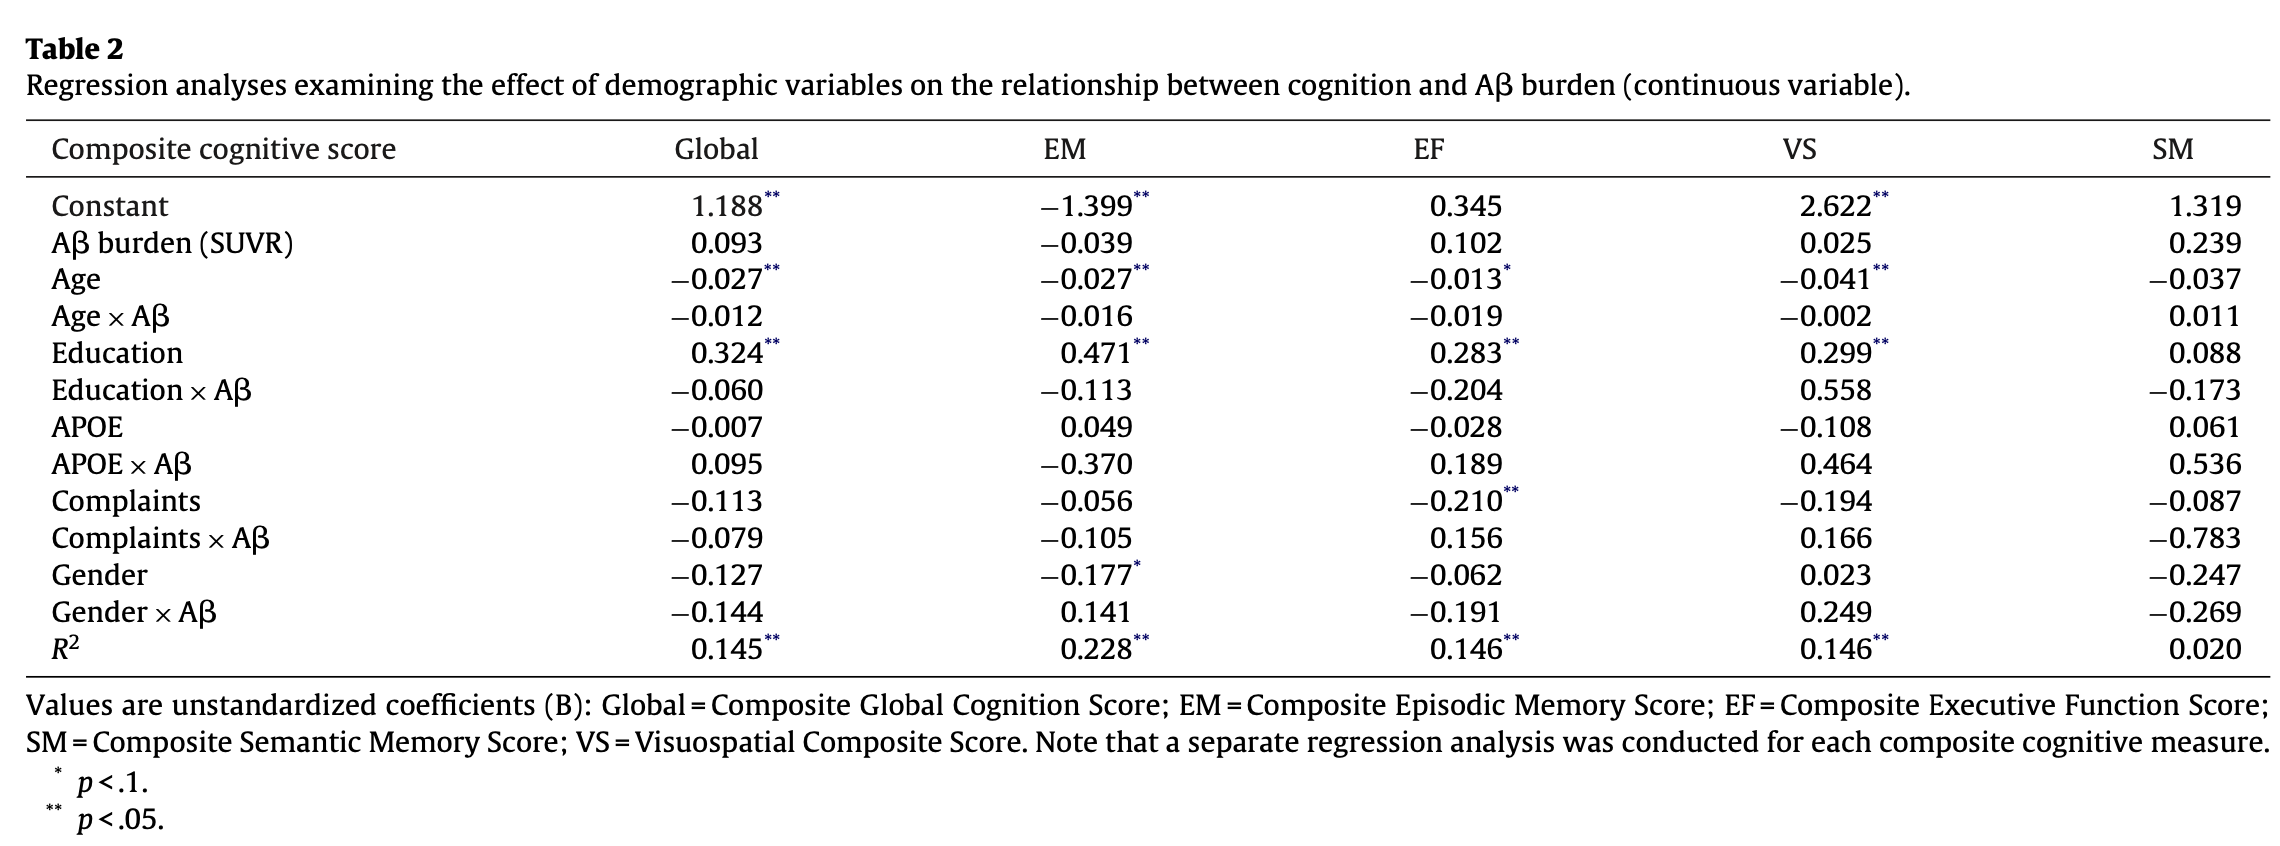 Table 2
Regression analyses examining the effect of demographic variables on the relationship between cognition and Aβ burden (continuous variable).
Composite cognitive score Global EM EF VS SM
Constant 1.188** −1.399** 0.345 2.622** 1.319
Aβ burden (SUVR) 0.093 −0.039 0.102 0.025 0.239
Age −0.027** −0.027** −0.013* −0.041** −0.037
Age × Aβ −0.012 −0.016 −0.019 −0.002 0.011
Education 0.324** 0.471** 0.283** 0.299** 0.088
Education × Aβ −0.060 −0.113 −0.204 0.558 −0.173
APOE −0.007 0.049 −0.028 −0.108 0.061
APOE × Aβ 0.095 −0.370 0.189 0.464 0.536
Complaints −0.113 −0.056 −0.210** −0.194 −0.087
Complaints × Aβ −0.079 −0.105 0.156 0.166 −0.783
Gender −0.127 −0.177* −0.062 0.023 −0.247
Gender × Aβ −0.144 0.141 −0.191 0.249 −0.269
R² 0.145** 0.228** 0.146** 0.146** 0.020
Values are unstandardized coefficients (B): Global = Composite Global Cognition Score; EM = Composite Episodic Memory Score; EF = Composite Executive Function Score;
SM = Composite Semantic Memory Score; VS = Visuospatial Composite Score. Note that a separate regression analysis was conducted for each composite cognitive measure.
* p < .1.
** p < .05.